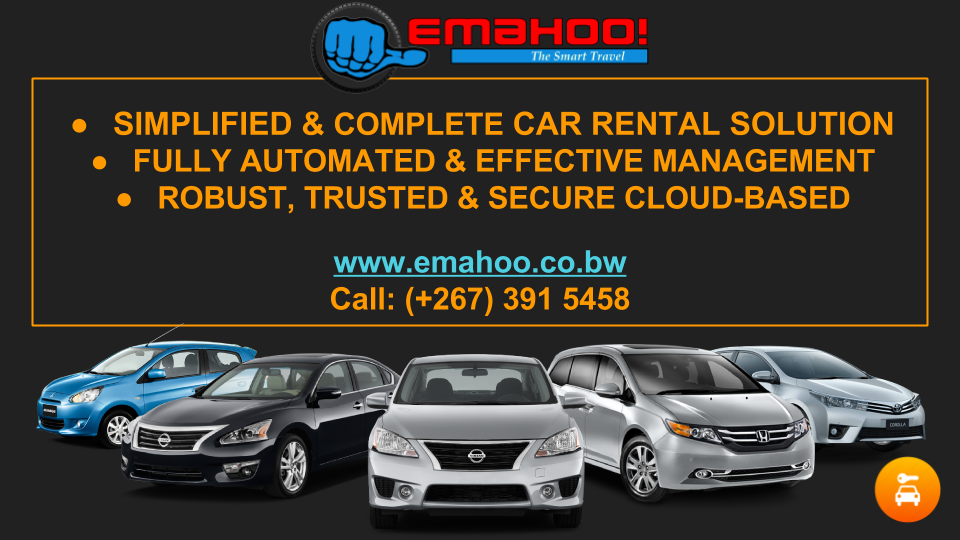 EMAHOO!
The Smart Travel
● SIMPLIFIED & COMPLETE CAR RENTAL SOLUTION
● FULLY AUTOMATED & EFFECTIVE MANAGEMENT
● ROBUST, TRUSTED & SECURE CLOUD-BASED
www.emahoo.co.bw
Call: (+267) 391 5458
COROLLA